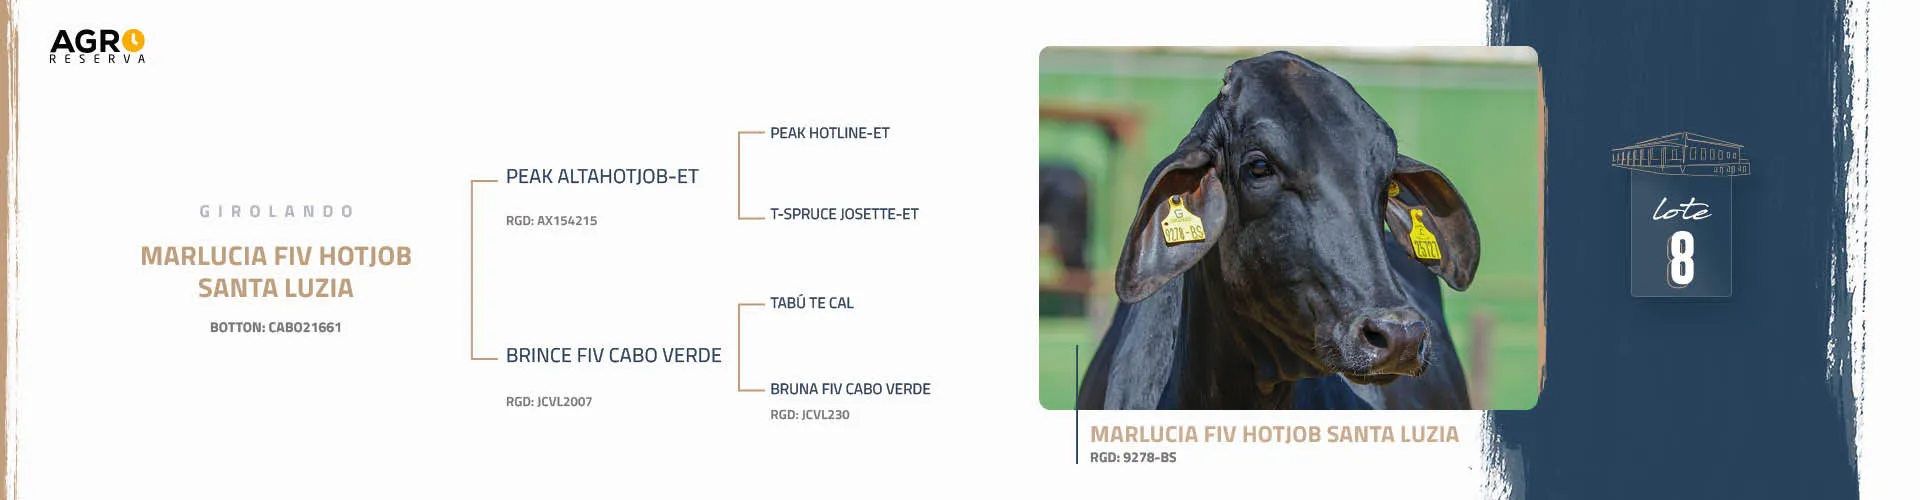 AGRO
RESERVA
GIROLANDO
MARLUCIA FIV HOTJOB
SANTA LUZIA
BOTTON: CABO21661
PEAK ALTAHOTJOB-ET
RGD: AX154215
BRINCE FIV CABO VERDE
RGD: JCVL2007
PEAK HOTLINE-ET
T-SPRUCE JOSETTE-ET
TABÚ TE CAL
BRUNA FIV CABO VERDE
RGD: JCVL230
G
9278-BS
25727
MARLUCIA FIV HOTJOB SANTA LUZIA
RGD: 9278-BS
lote
8